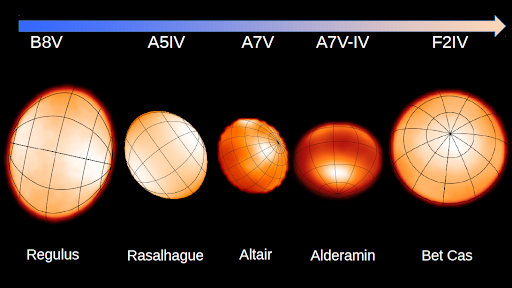 B8V A5IV A7V A7V-IV F2IV
Regulus Rasalhague Altair Alderamin Bet Cas